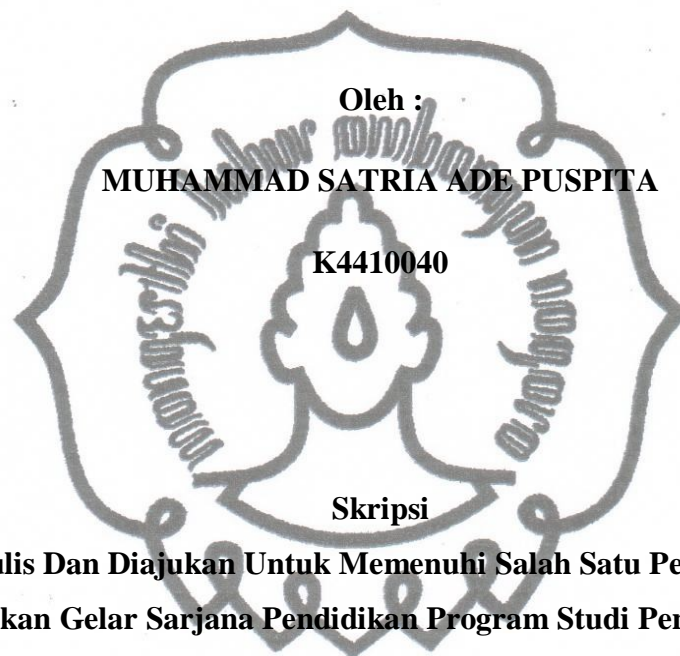 Oleh :
MUHAMMAD SATRIA ADE PUSPITA
K4410040
Skripsi
Dan Diajukan Untuk Memenuhi Salah Satu
Gelar Sarjana Pendidikan Program Studi